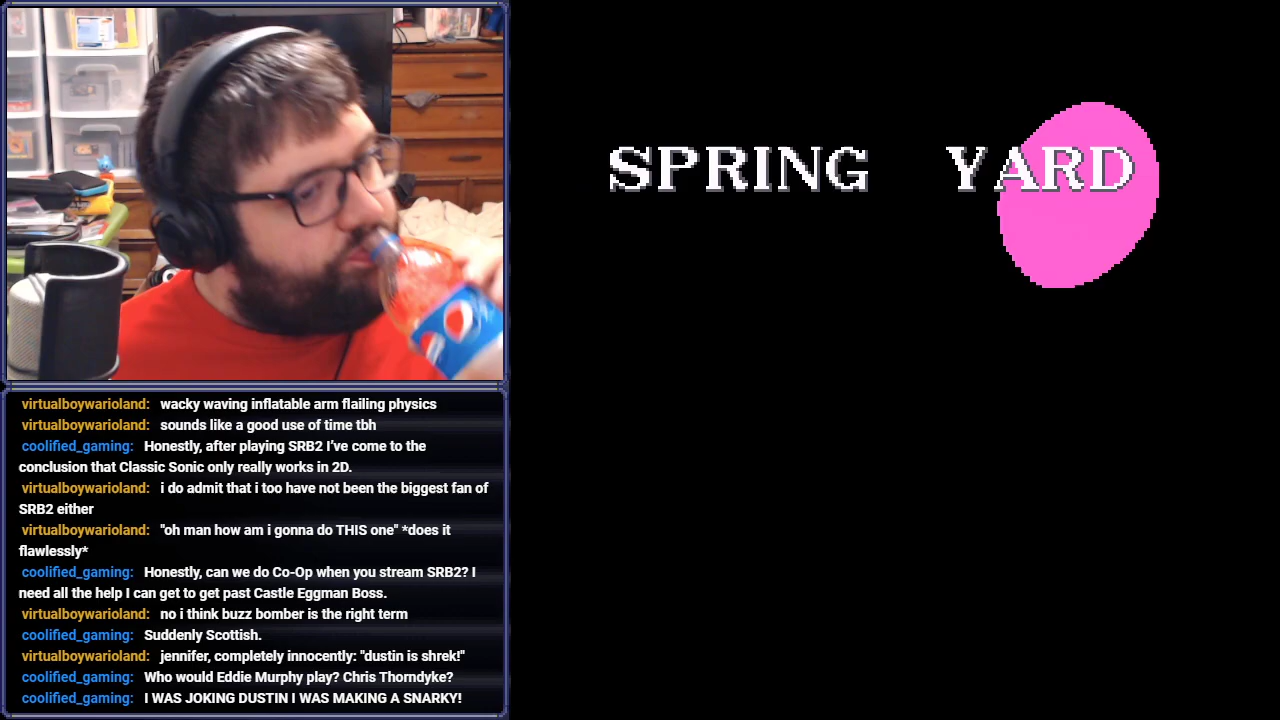 SPRING YARD
virtualboywarioland: wacky waving inflatable arm flailing physics
virtualboywarioland: sounds like a good use of time tbh
coolified_gaming: Honestly, after playing SRB2 I've come to the
conclusion that Classic Sonic only really works in 2D.
virtualboywarioland: i do admit that i too have not been the biggest fan of
SRB2 either
virtualboywarioland: "oh man how am i gonna do THIS one" *does it
flawlessly*
coolified_gaming: Honestly, can we do Co-Op when you stream SRB2? I
need all the help I can get to get past Castle Eggman Boss.
virtualboywarioland: no i think buzz bomber is the right term
coolified_gaming: Suddenly Scottish.
virtualboywarioland: jennifer, completely innocently: "dustin is shrek!"
coolified_gaming: Who would Eddie Murphy play? Chris Thorndyke?
coolified_gaming: I WAS JOKING DUSTIN I WAS MAKING A SNARKY!